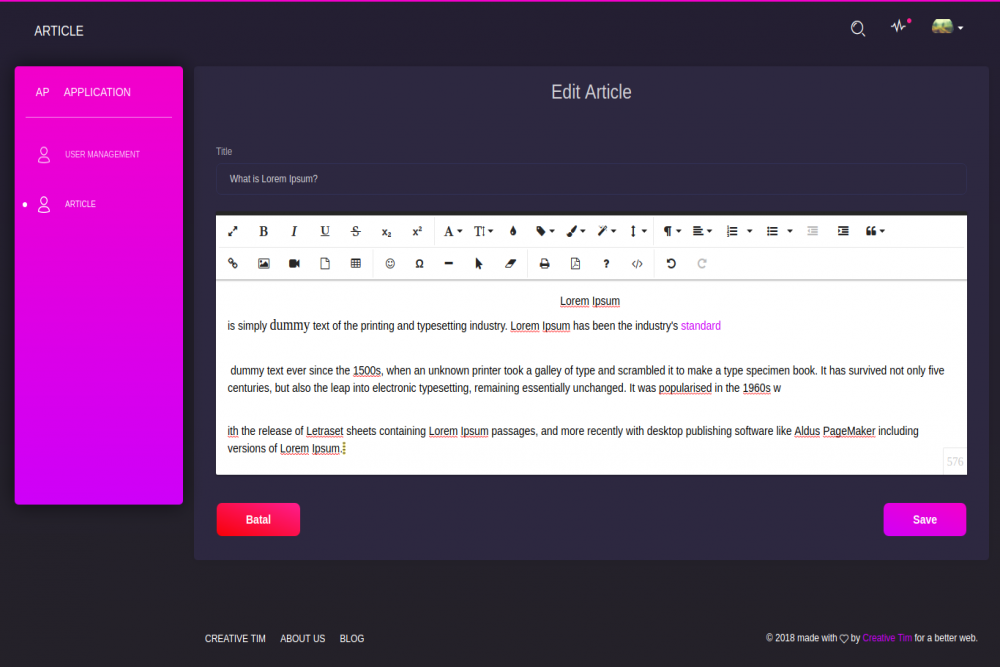 ARTICLE
AP APPLICATION
USER MANAGEMENT
ARTICLE
Edit Article
Title
What is Lorem Ipsum?
Lorem Ipsum
is simply dummy text of the printing and typesetting industry. Lorem Ipsum has been the industry's standard
dummy text ever since the 1500s, when an unknown printer took a galley of type and scrambled it to make a type specimen book. It has survived not only five
centuries, but also the leap into electronic typesetting, remaining essentially unchanged. It was popularised in the 1960s w
ith the release of Letraset sheets containing Lorem Ipsum passages, and more recently with desktop publishing software like Aldus PageMaker including
versions of Lorem Ipsum.
576
Batal
Save
CREATIVE TIM ABOUT US BLOG
© 2018 made with ♡ by Creative Tim for a better web.